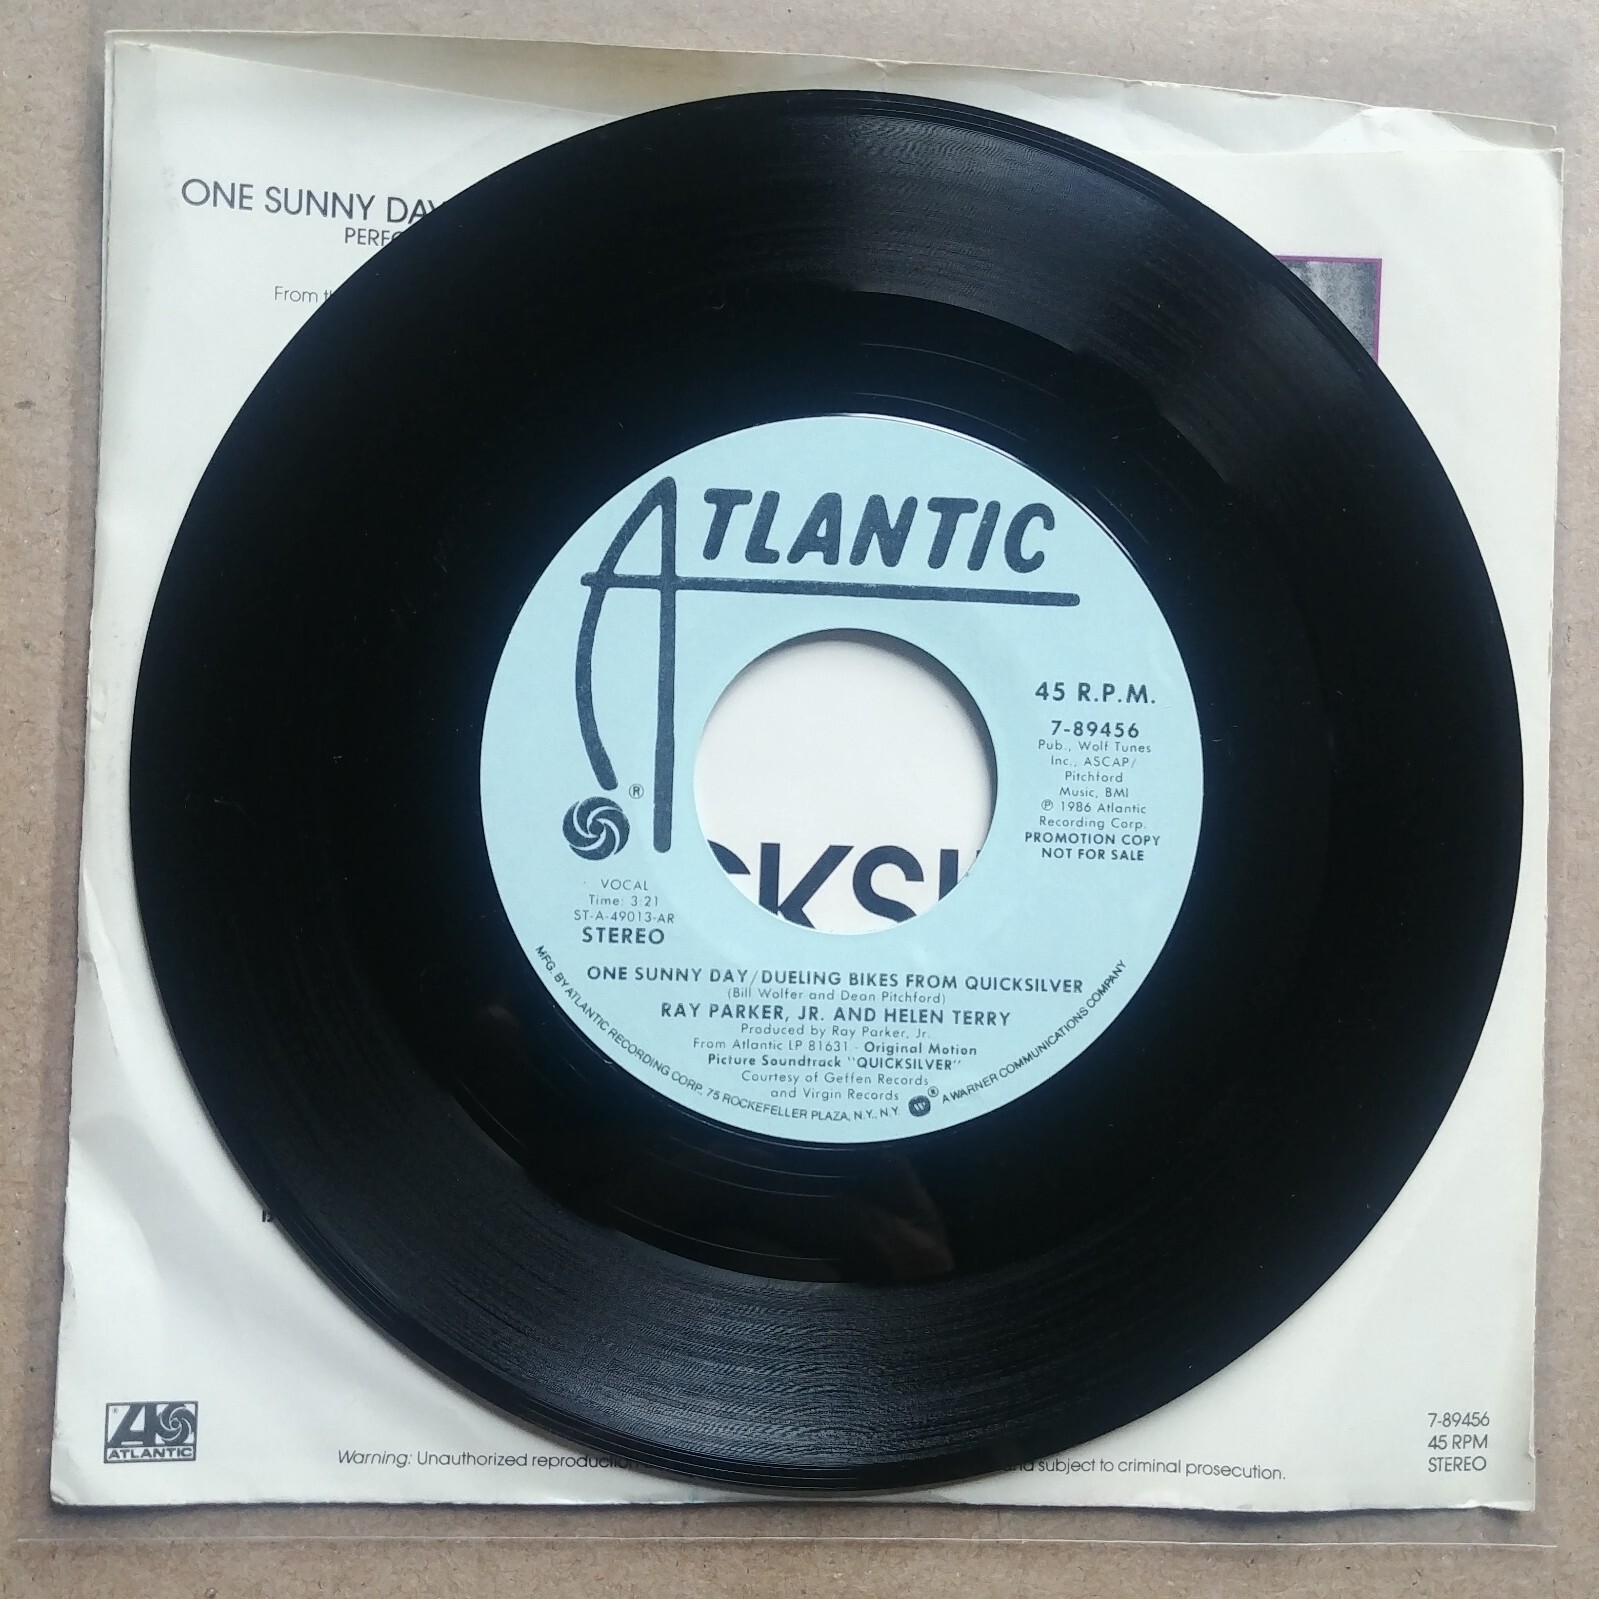 ONE SUNNY DAY
From
ATLANTIC
®
45 R.P.M.
7-89456
Pub., Wolf Tunes
Inc., ASCAP/
Pitchford
Music, BMI
℗ 1986 Atlantic
Recording Corp.
PROMOTION COPY
NOT FOR SALE
VOCAL
Time: 3:21
ST-A-49013-AR
STEREO
ONE SUNNY DAY/DUELING BIKES FROM QUICKSILVER
(Bill Wolfer and Dean Pitchford)
RAY PARKER, JR. AND HELEN TERRY
Produced by Ray Parker, Jr.
From Atlantic LP 81631 - Original Motion
Picture Soundtrack "QUICKSILVER"
Courtesy of Geffen Records
and Virgin Records
MFG. BY ATLANTIC RECORDING CORP., 75 ROCKEFELLER PLAZA, N.Y., N.Y. ® A WARNER COMMUNICATIONS COMPANY
CKSI
® ATLANTIC
Warning: Unauthorized reproduction and subject to criminal prosecution.
7-89456
45 RPM
STEREO